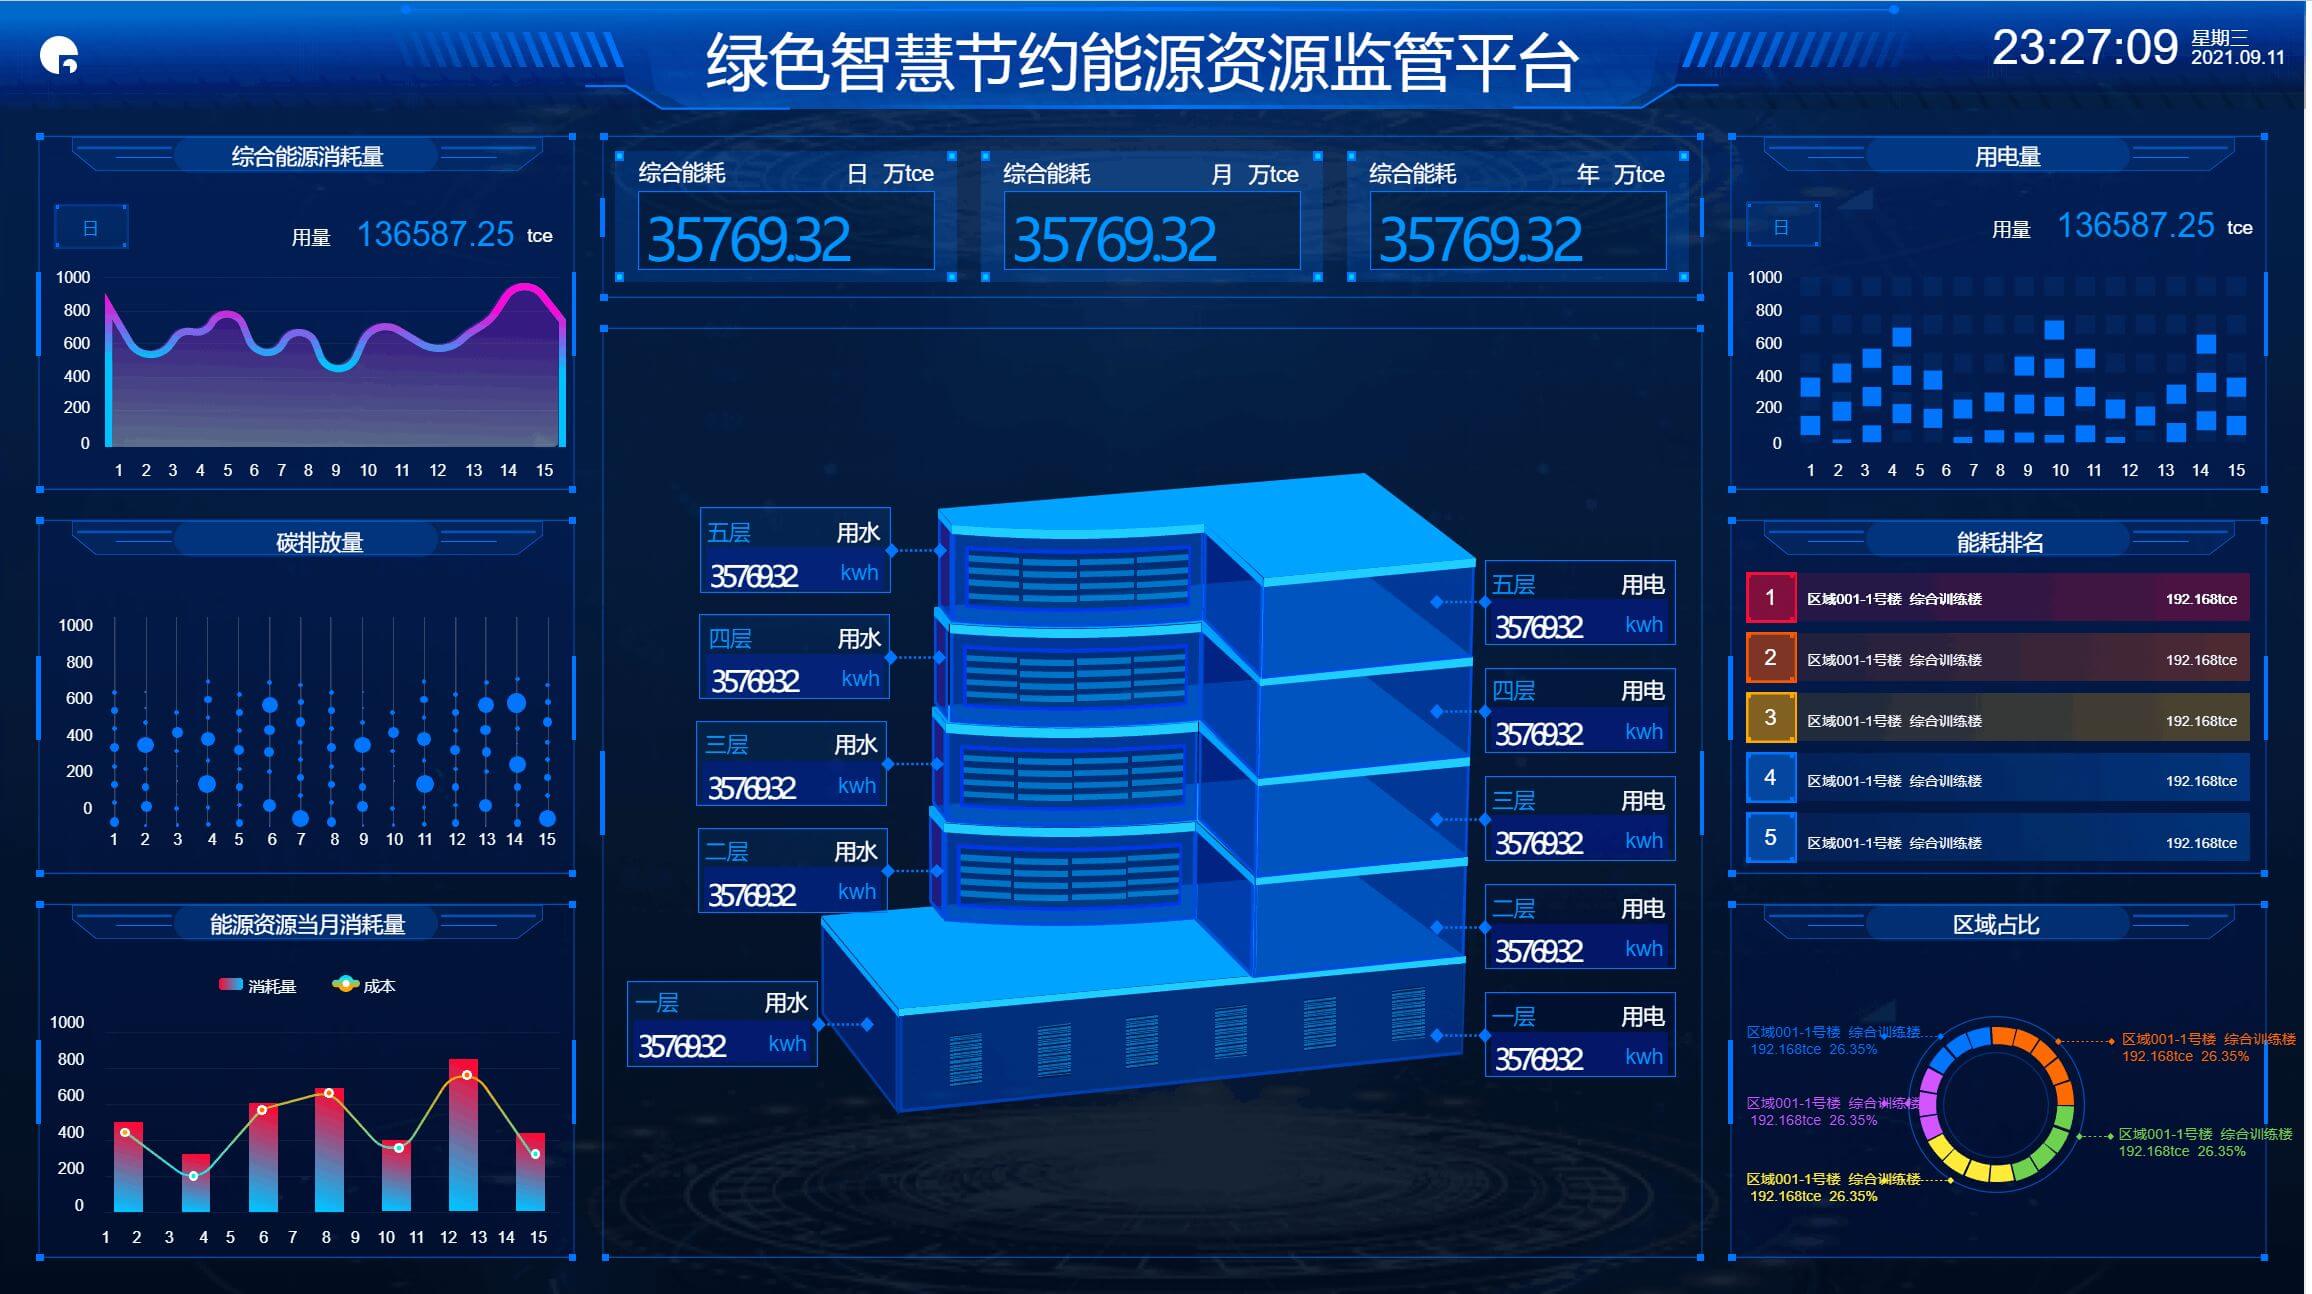 绿色智慧节约能源资源监管平台
23:27:09
星期三
2021.09.11
综合能源消耗量
日
用量 136587.25 tce
1000
800
600
400
200
0
1 2 3 4 5 6 7 8 9 10 11 12 13 14 15
碳排放量
1000
800
600
400
200
0
1 2 3 4 5 6 7 8 9 10 11 12 13 14 15
能源资源当月消耗量
消耗量 成本
1000
800
600
400
200
0
1 2 3 4 5 6 7 8 9 10 11 12 13 14 15
综合能耗 日 万tce
35769.32
综合能耗 月 万tce
35769.32
综合能耗 年 万tce
35769.32
五层 用水
35769.32 kwh
四层 用水
35769.32 kwh
三层 用水
35769.32 kwh
二层 用水
35769.32 kwh
一层 用水
35769.32 kwh
五层 用电
35769.32 kwh
四层 用电
35769.32 kwh
三层 用电
35769.32 kwh
二层 用电
35769.32 kwh
一层 用电
35769.32 kwh
用电量
日
用量 136587.25 tce
1000
800
600
400
200
0
1 2 3 4 5 6 7 8 9 10 11 12 13 14 15
能耗排名
1 区域001-1号楼 综合训练楼 192.168tce
2 区域001-1号楼 综合训练楼 192.168tce
3 区域001-1号楼 综合训练楼 192.168tce
4 区域001-1号楼 综合训练楼 192.168tce
5 区域001-1号楼 综合训练楼 192.168tce
区域占比
区域001-1号楼 综合训练楼
192.168tce 26.35%
区域001-1号楼 综合训练楼
192.168tce 26.35%
区域001-1号楼 综合训练楼
192.168tce 26.35%
区域001-1号楼 综合训练楼
192.168tce 26.35%
区域001-1号楼 综合训练楼
192.168tce 26.35%